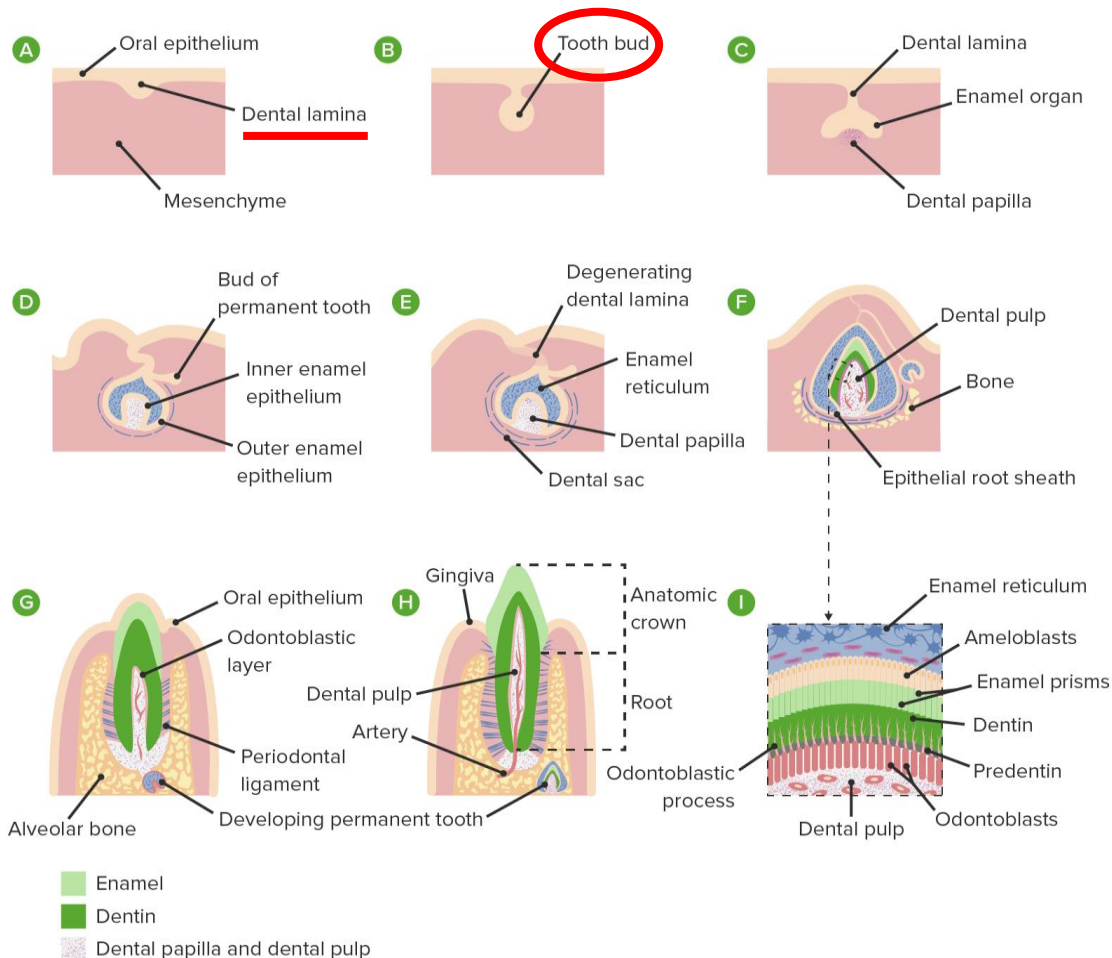 A
Oral epithelium
Dental lamina
Mesenchyme
B
Tooth bud
C
Dental lamina
Enamel organ
Dental papilla
D
Bud of
permanent tooth
Inner enamel
epithelium
Outer enamel
epithelium
E
Degenerating
dental lamina
Enamel
reticulum
Dental papilla
Dental sac
F
Dental pulp
Bone
Epithelial root sheath
G
Oral epithelium
Odontoblastic
layer
Periodontal
ligament
Alveolar bone
Developing permanent tooth
H
Gingiva
Anatomic
crown
Dental pulp
Root
Artery
I
Enamel reticulum
Ameloblasts
Enamel prisms
Dentin
Predentin
Odontoblastic
process
Odontoblasts
Dental pulp
Enamel
Dentin
Dental papilla and dental pulp